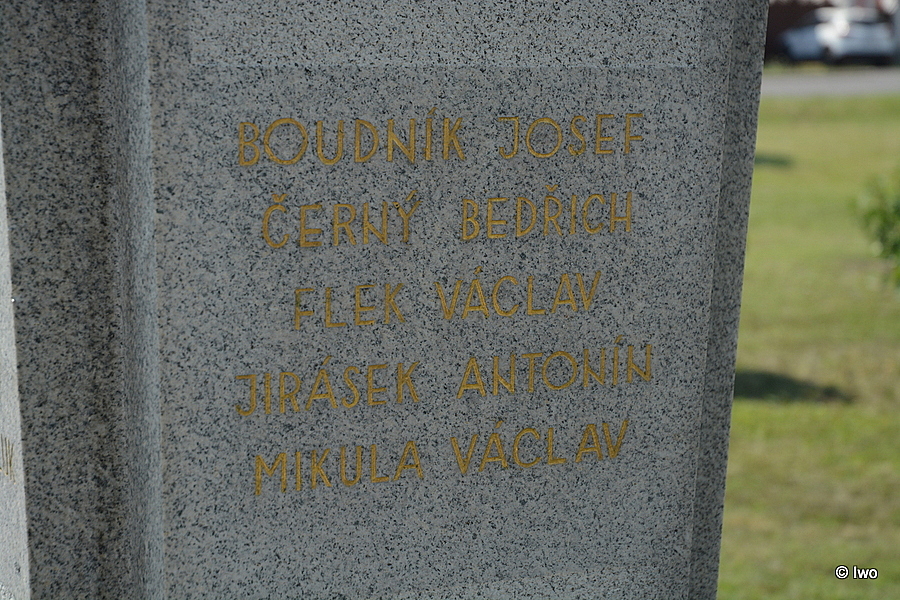 BOUDNÍK JOSEF
ČERNÝ BEDŘICH
FLEK VÁCLAV
JIRÁSEK ANTONÍN
MIKULA VÁCLAV
© Iwo